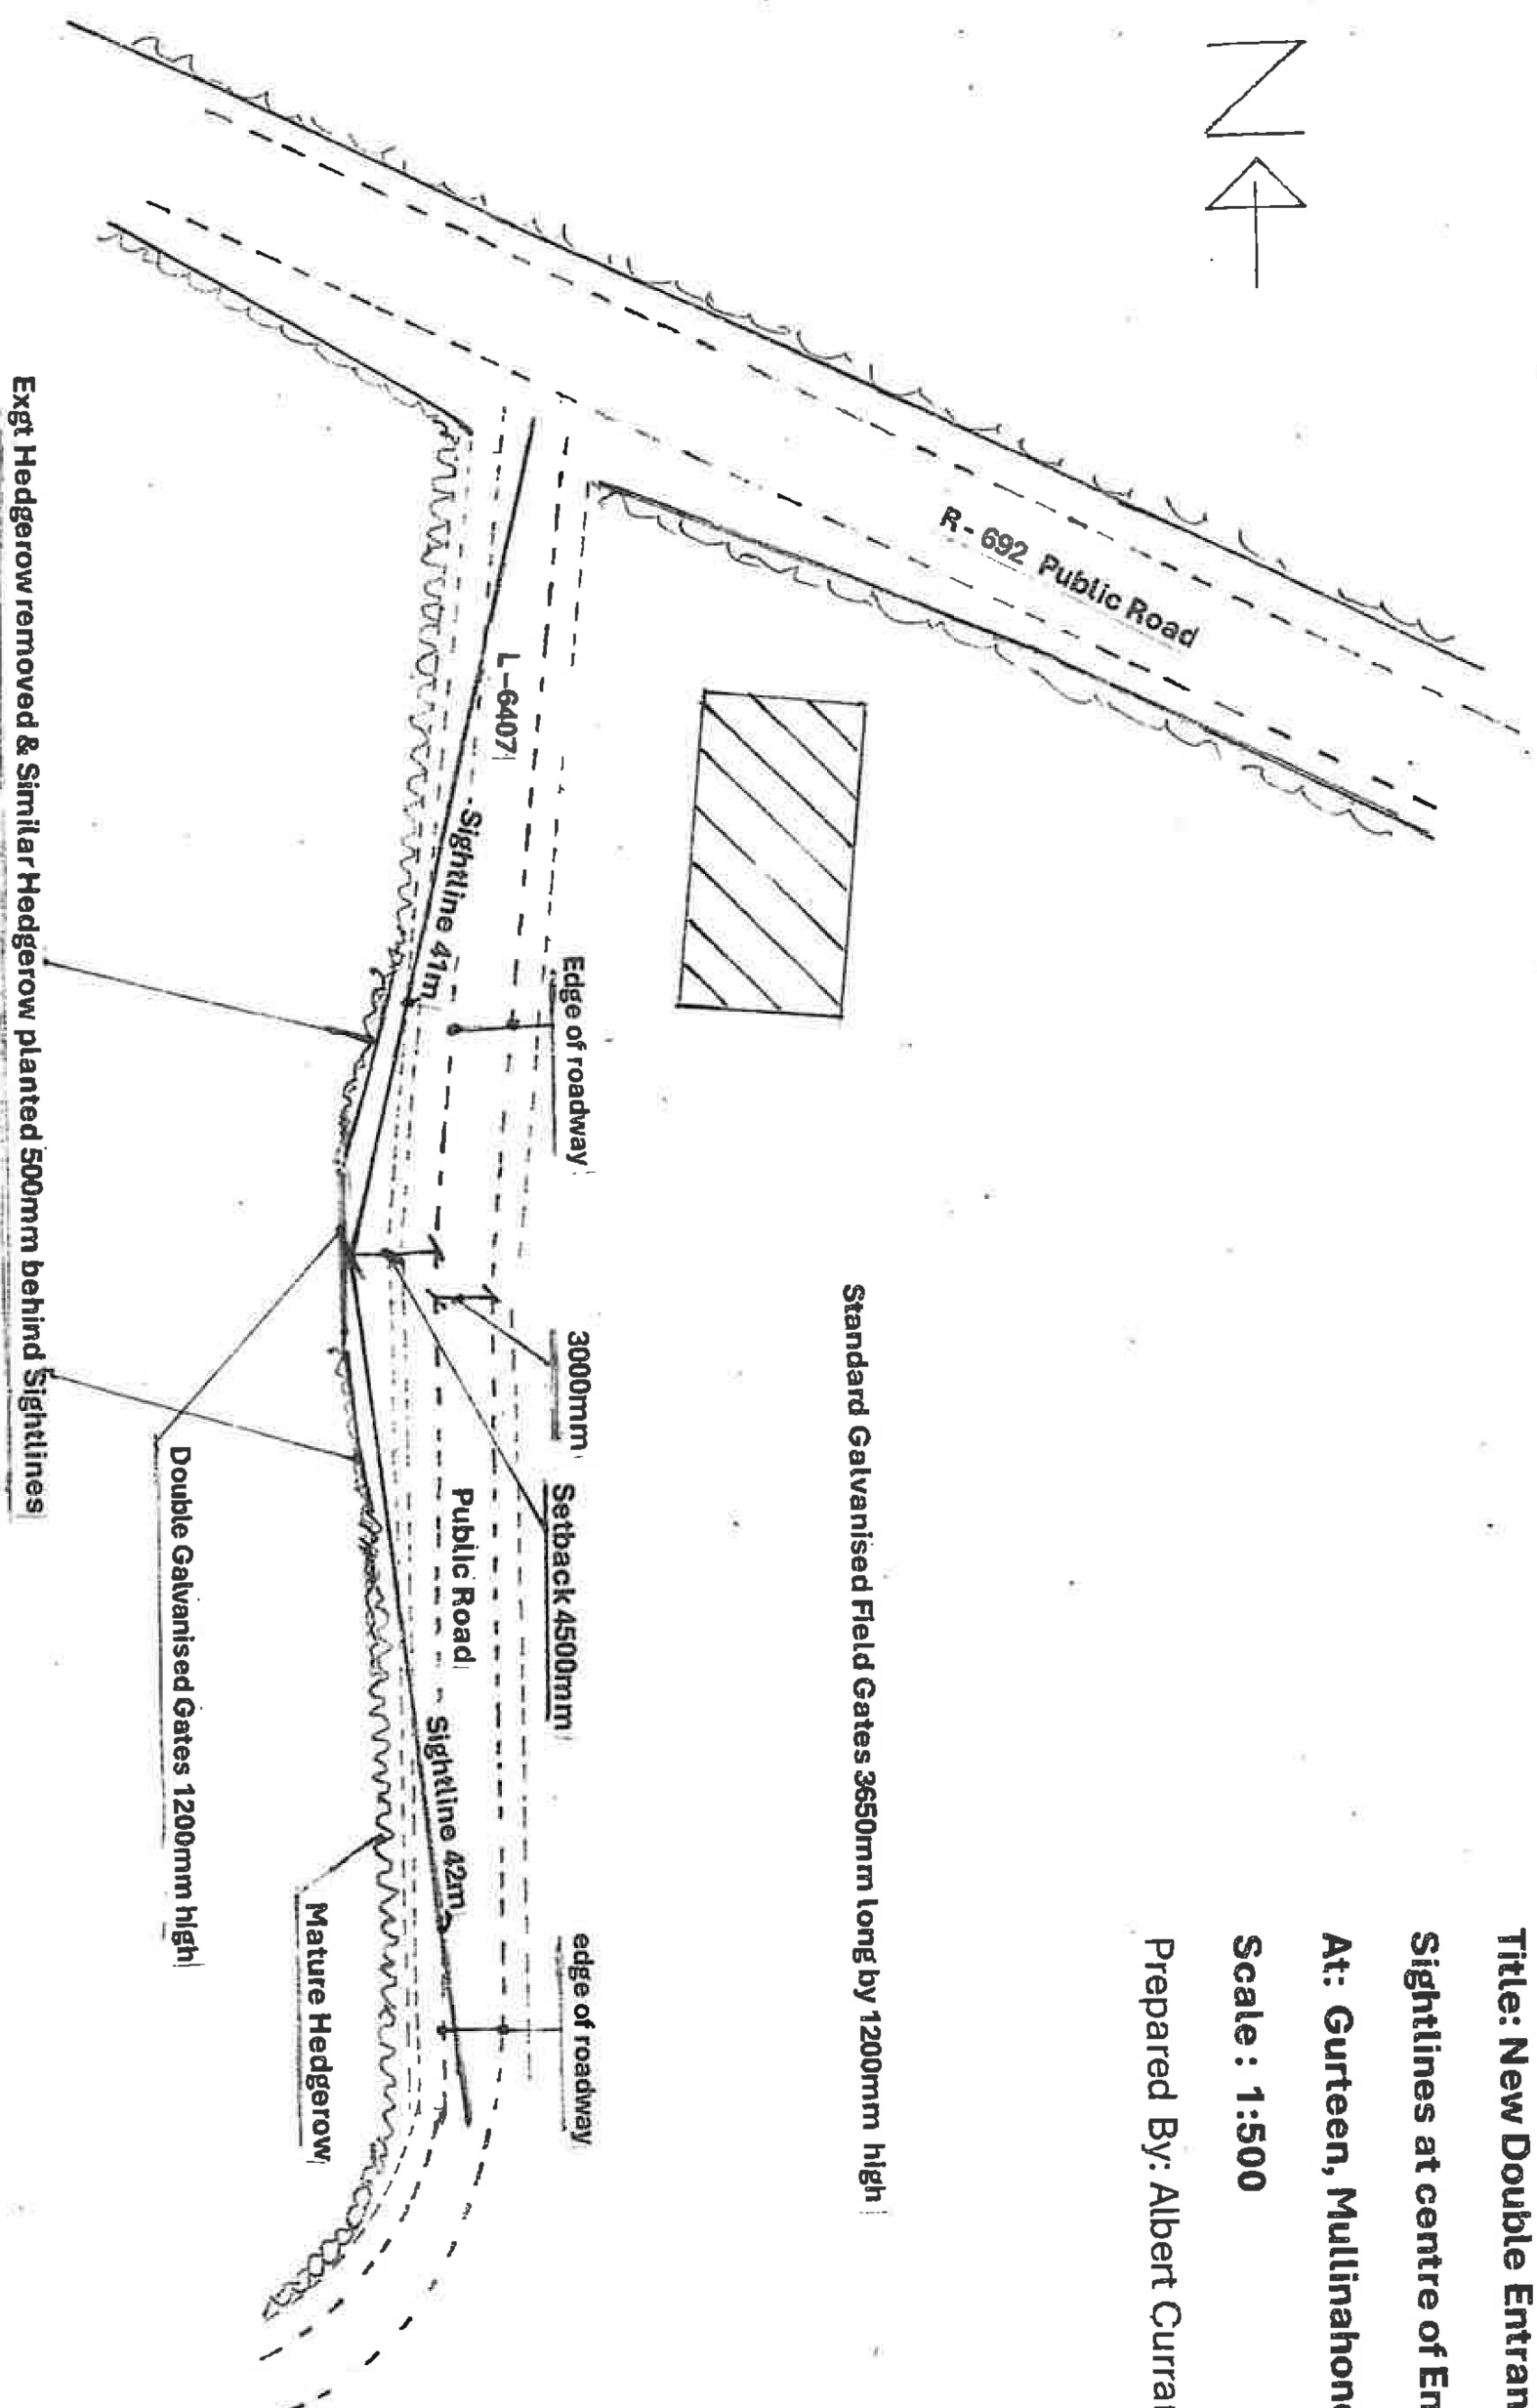 Title: New Double Entran
Sightlines at centre of En
At: Gurteen, Mullinahon
Scale: 1:500
Prepared By: Albert Curra
N
R-692 Public Road
Standard Galvanised Field Gates 3650mm long by 1200mm high
Edge of roadway
3000mm
Setback 4500mm
edge of roadway
L-6407
Sightline 41m
Public Road
Sightline 42m
Mature Hedgerow
Double Galvanised Gates 1200mm high
Exgt Hedgerow removed & Similar Hedgerow planted 500mm behind Sightlines